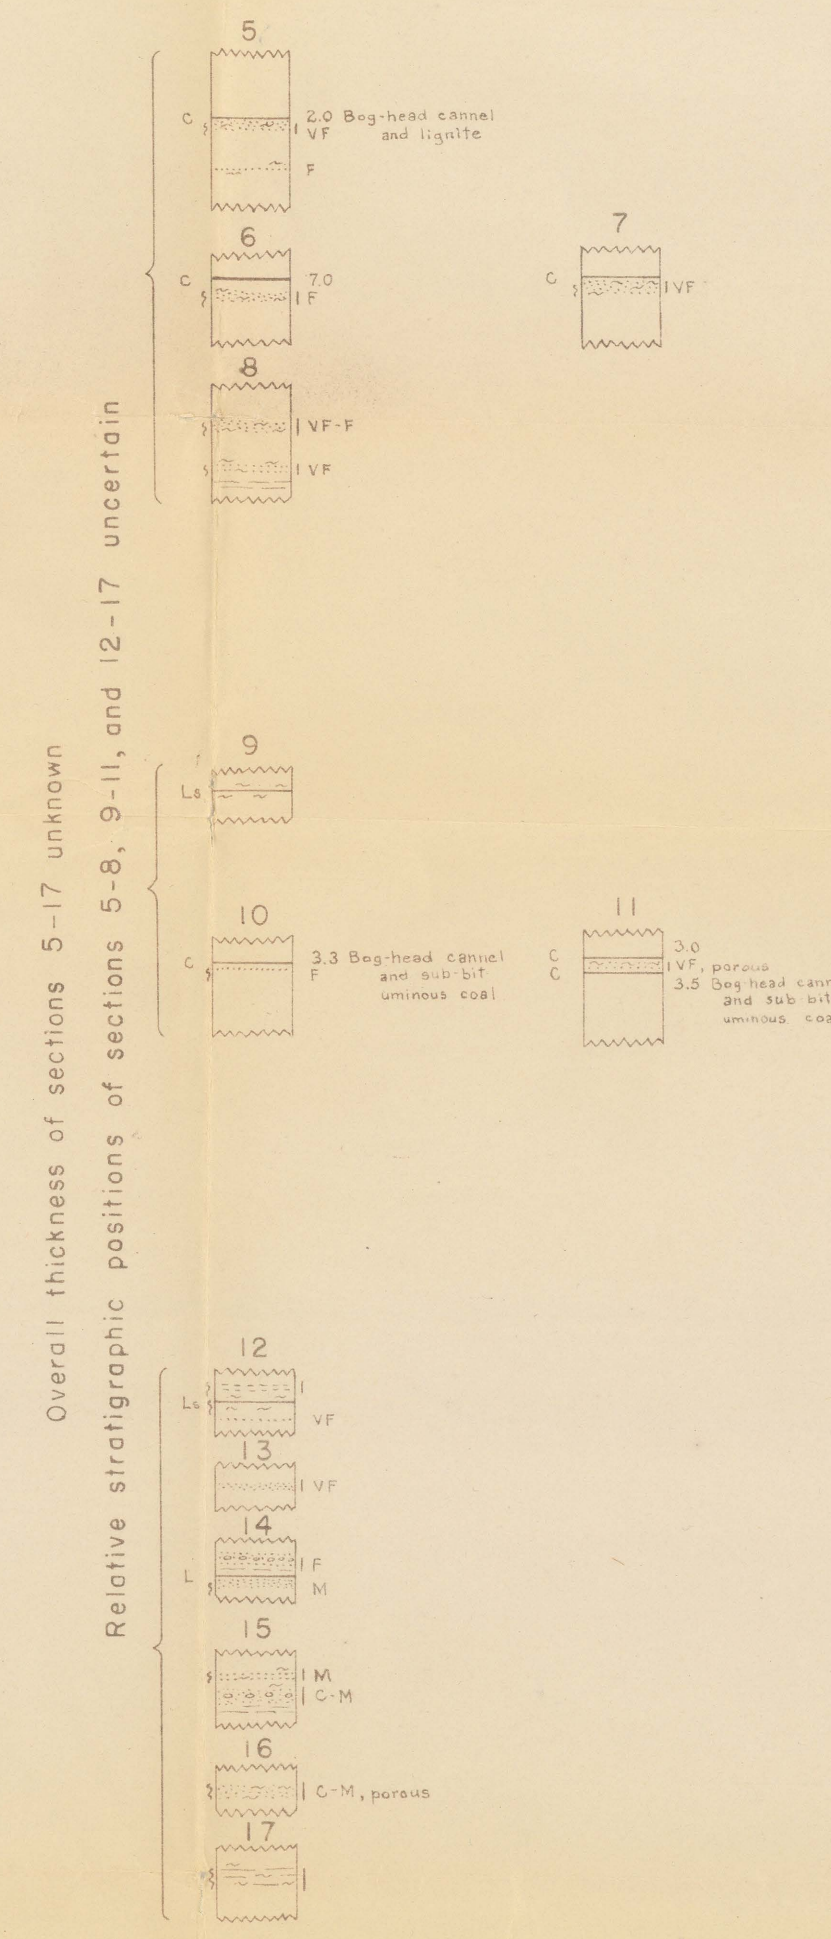 Overall thickness of sections 5-17 unknown
Relative stratigraphic positions of sections 5-8, 9-11, and 12-17 uncertain
5
C 2.0 Bog-head cannel
VF and lignite
F
6
C 7.0
F
7
C
VF
8
VF-F
VF
9
Ls
10
C 3.3 Bog-head cannel
F and sub-bit
uminous coal
11
C 3.0
VF, porous
C 3.5 Bog-head cann
and sub-bit
uminous coa
12
Ls
VF
13
VF
14
F
L
M
15
M
C-M
16
C-M, porous
17